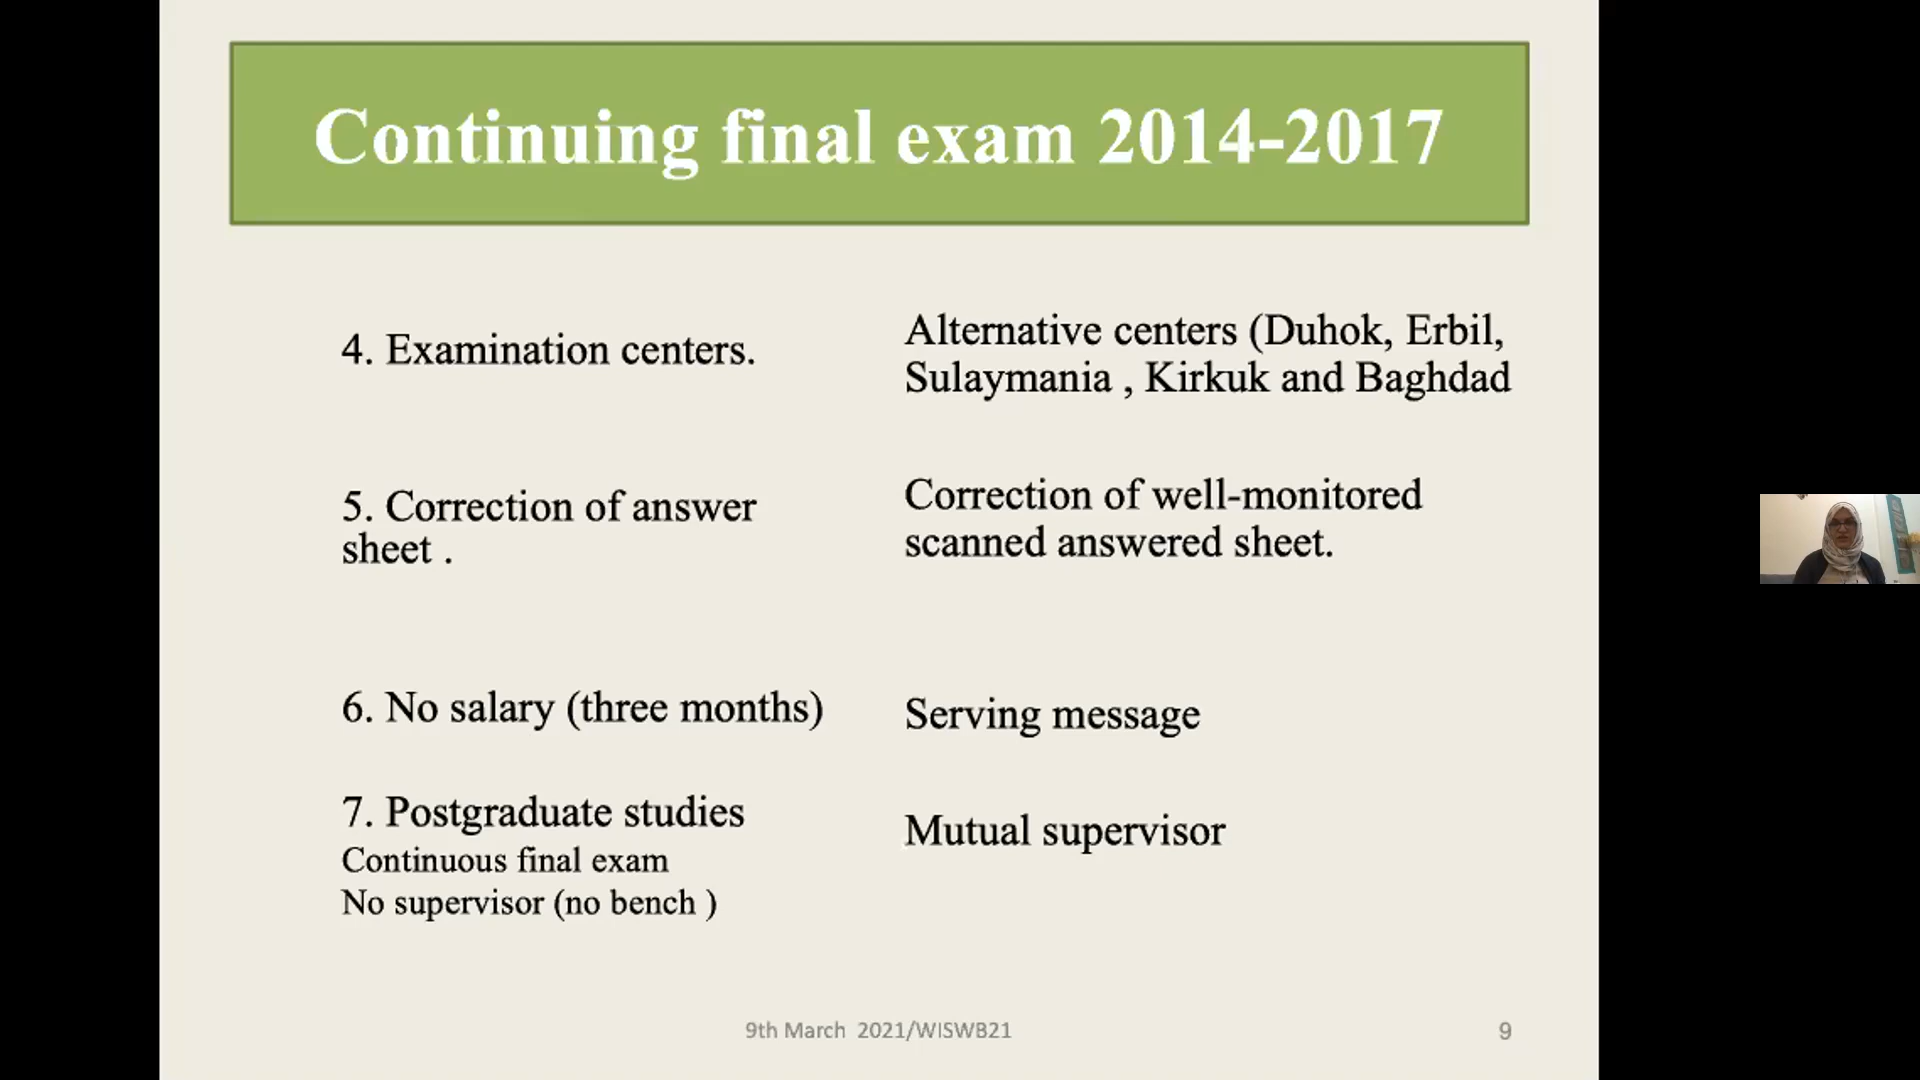 Continuing final exam 2014-2017
4. Examination centers.
Alternative centers (Duhok, Erbil,
Sulaymania , Kirkuk and Baghdad
5. Correction of answer
sheet .
Correction of well-monitored
scanned answered sheet.
6. No salary (three months)
Serving message
7. Postgraduate studies
Continuous final exam
No supervisor (no bench )
Mutual supervisor
9th March 2021/WISWB21
9